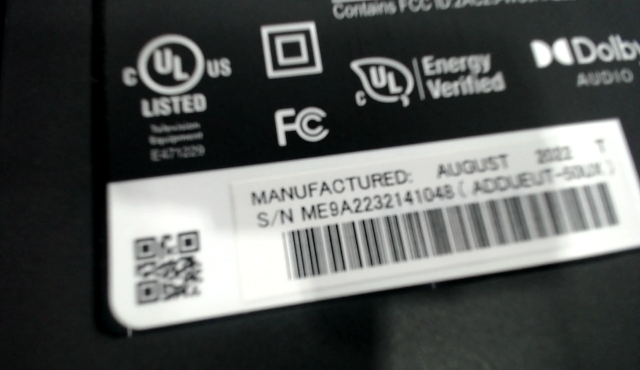 Contains FCC ID:
C UL US
LISTED
Television
Equipment
E471229
FC
C UL S
Energy
Verified
Dolby
AUDIO
MANUFACTURED: AUGUST 2022 T
S/N ME9A2232141048 ( ADDUEUT-50UX. )